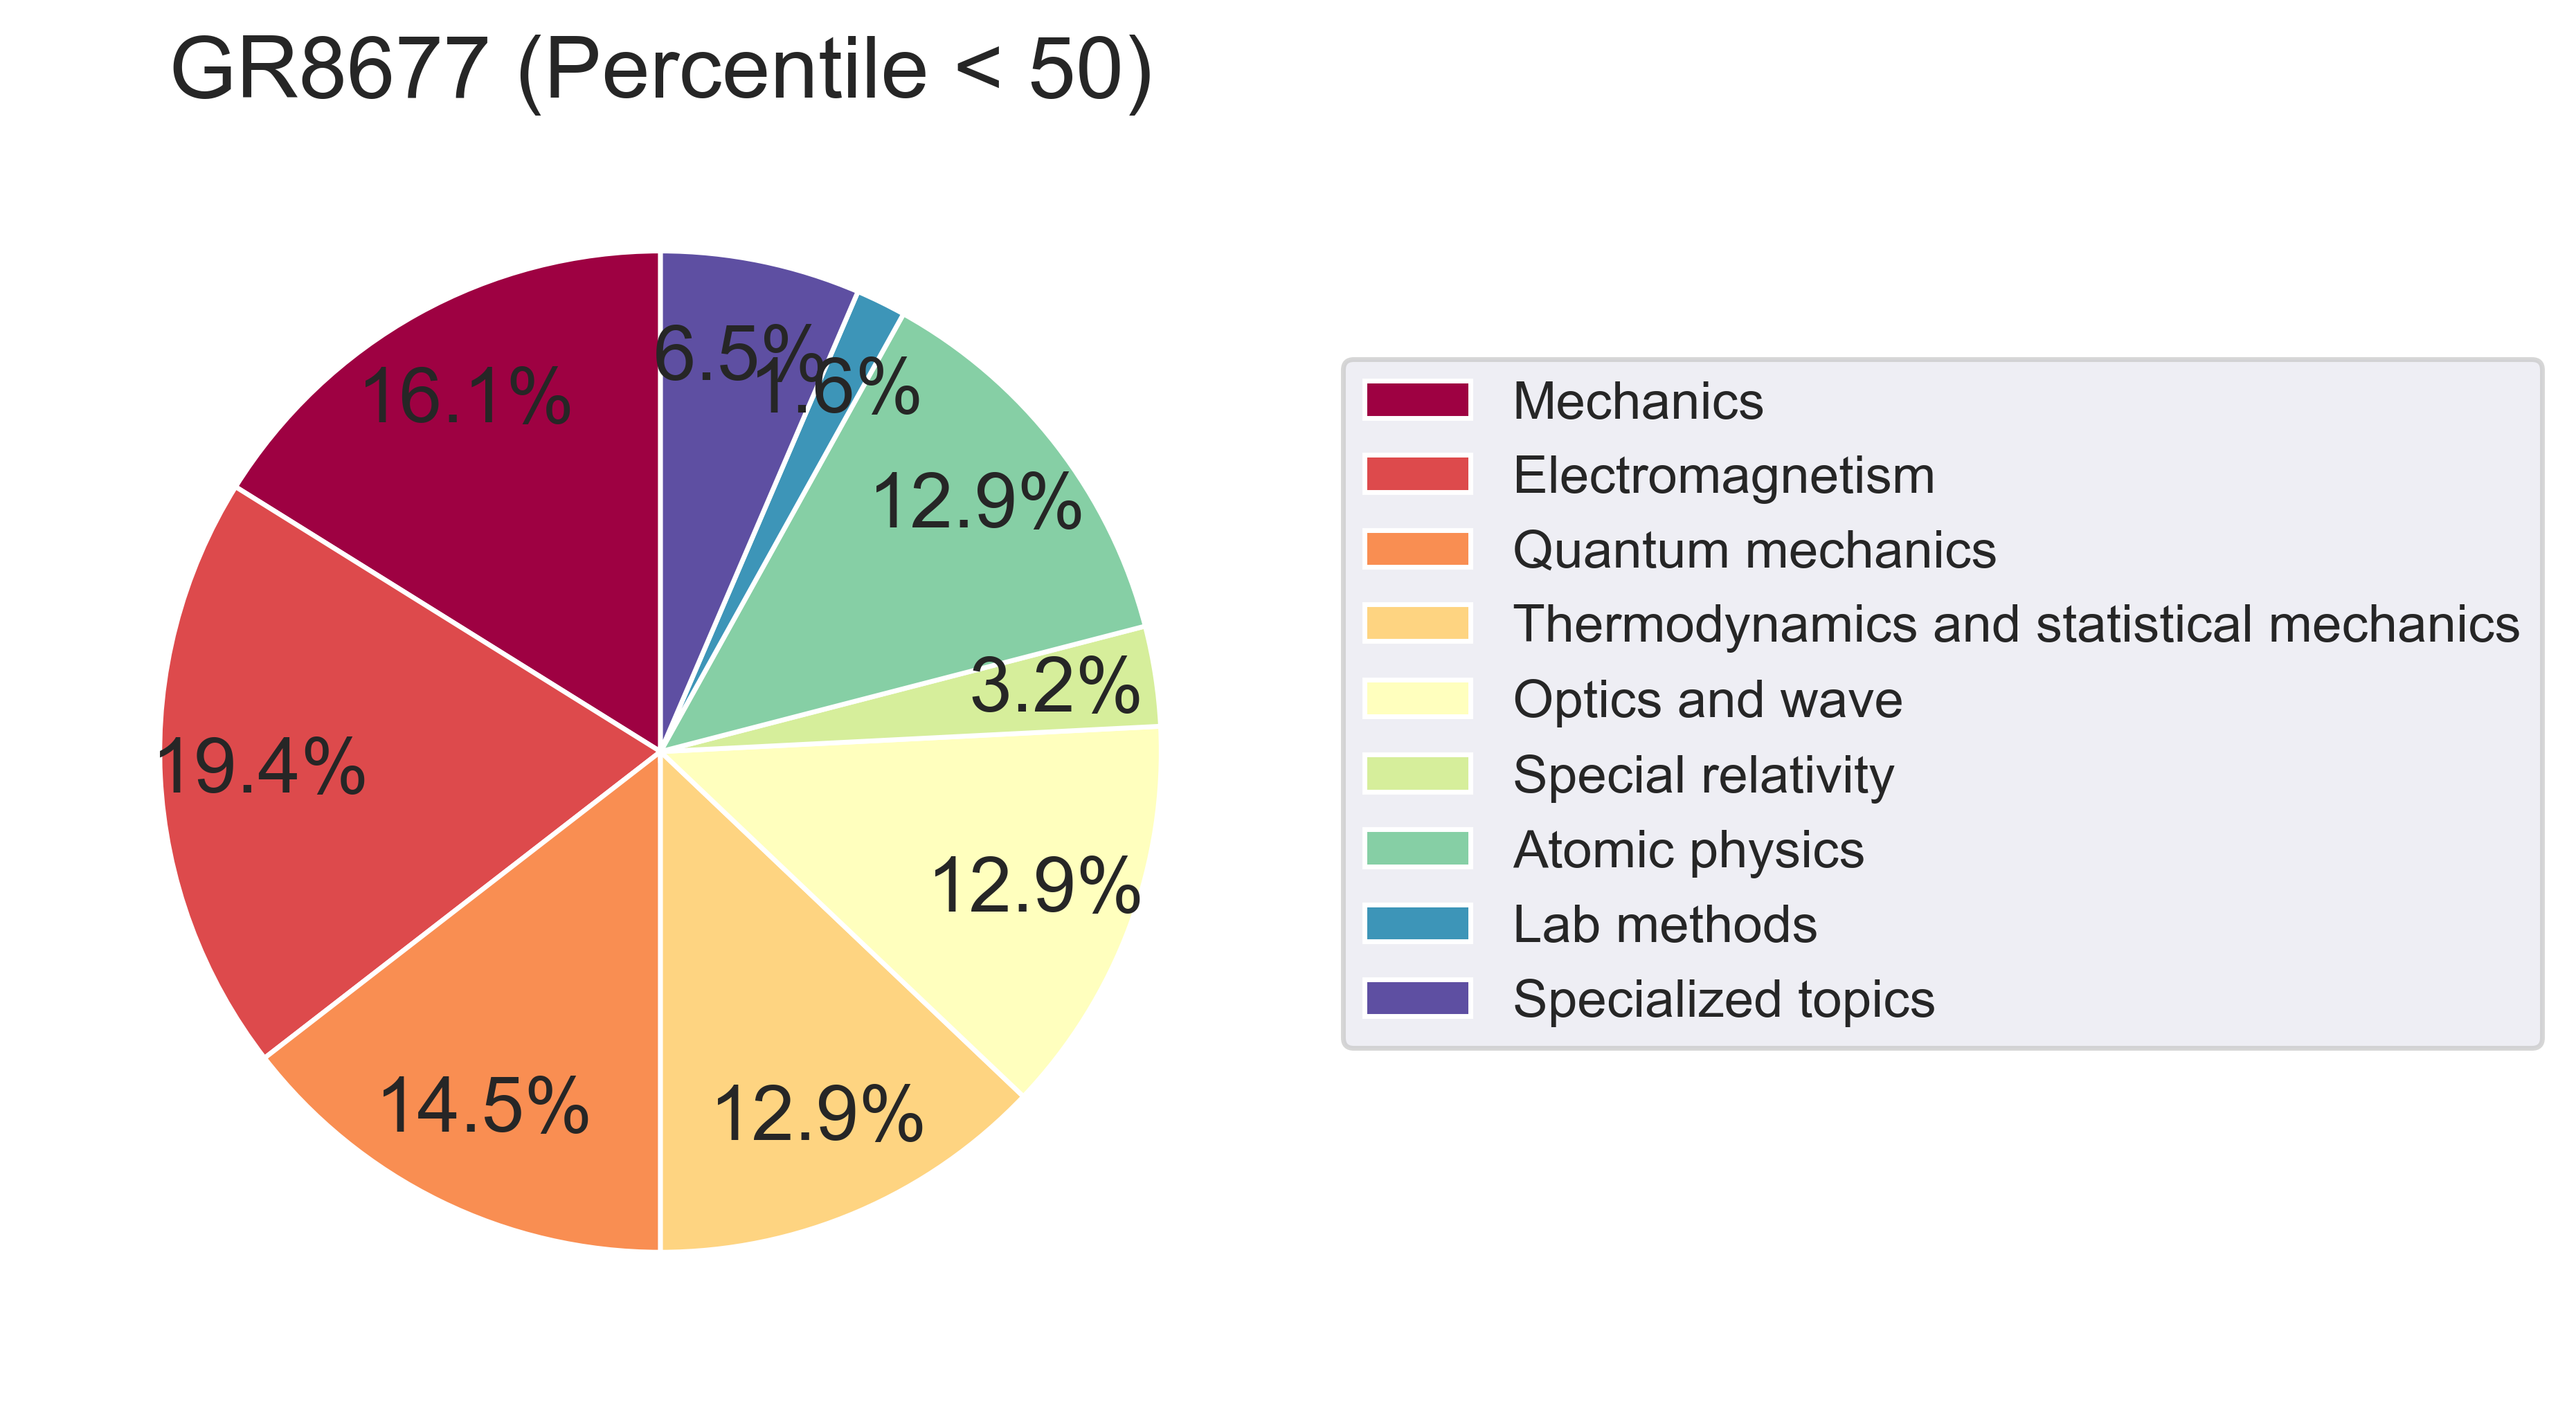 GR8677 (Percentile < 50)
6.5%
1.6%
16.1%
12.9%
3.2%
19.4%
12.9%
14.5%
12.9%
Mechanics
Electromagnetism
Quantum mechanics
Thermodynamics and statistical mechanics
Optics and wave
Special relativity
Atomic physics
Lab methods
Specialized topics